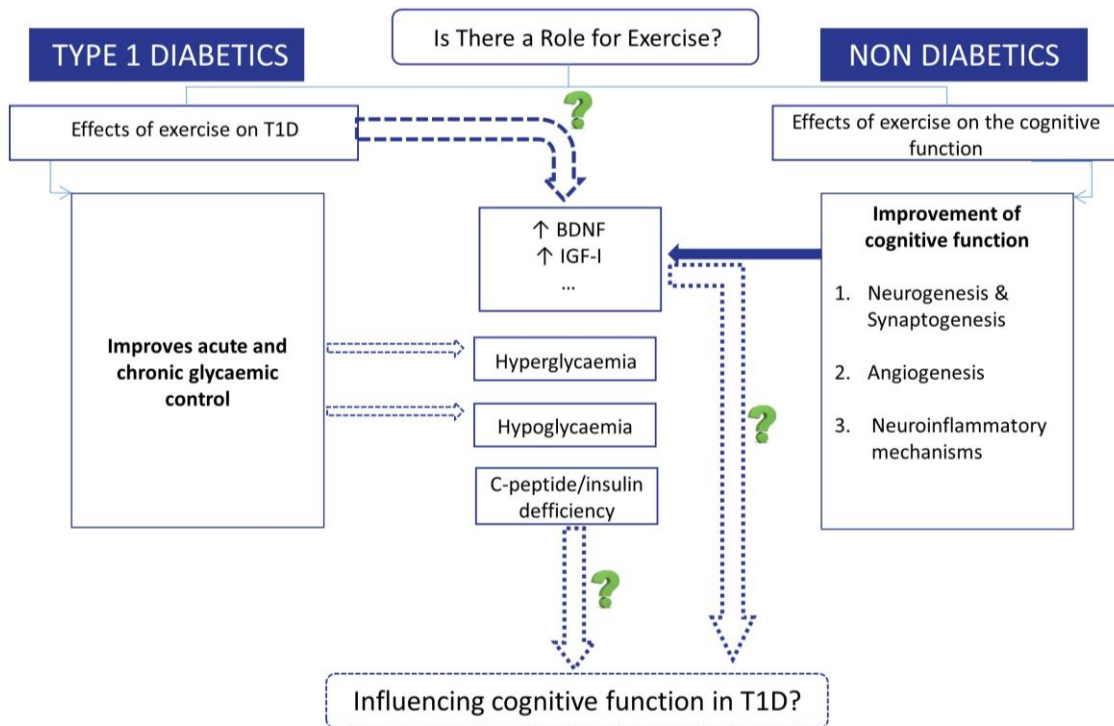 Is There a Role for Exercise?
TYPE 1 DIABETICS
NON DIABETICS
?
Effects of exercise on T1D
Effects of exercise on the cognitive
function
↑ BDNF
↑ IGF-I
...
Improvement of
cognitive function
1. Neurogenesis &
Synaptogenesis
2. Angiogenesis
3. Neuroinflammatory
mechanisms
Improves acute and
chronic glycaemic
control
Hyperglycaemia
Hypoglycaemia
?
C-peptide/insulin
defficiency
?
Influencing cognitive function in T1D?